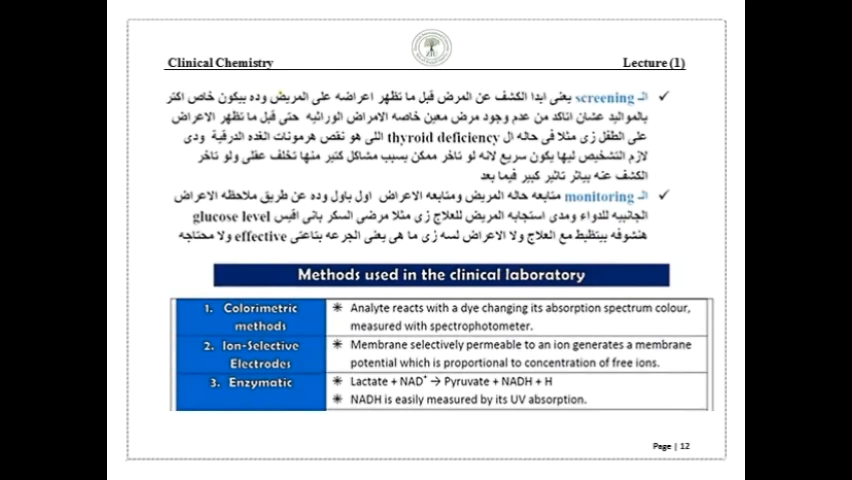 Clinical Chemistry
Lecture (1)
✓ الـ screening يعنى ابدا الكشف عن المرض قبل ما تظهر اعراضه على المريض وده بيكون خاص اكتر
بالمواليد عشان اتاكد من عدم وجود مرض معين خاصه الامراض الوراثيه حتى قبل ما تظهر الاعراض
على الطفل زى مثلا فى حاله ال thyroid deficiency اللى هو نقص هرمونات الغده الدرقية ودى
لازم التشخيص ليها يكون سريع لانه لو تاخر ممكن يسبب مشاكل كتير منها تخلف عقلى ولو تاخر
الكشف عنه بياثر تاثير كبير فيما بعد
✓ الـ monitoring متابعه حاله المريض ومتابعه الاعراض اول باول وده عن طريق ملاحظه الاعراض
الجانبيه للدواء ومدى استجابه المريض للعلاج زى مثلا مرضى السكر بانى اقيس glucose level
هنشوفه بيتظبط مع العلاج ولا الاعراض لسه زى ما هى يعنى الجرعه بتاعتى effective ولا محتاجه
Methods used in the clinical laboratory
1. Colorimetric
methods
✳ Analyte reacts with a dye changing its absorption spectrum colour,
measured with spectrophotometer.
2. Ion-Selective
Electrodes
✳ Membrane selectively permeable to an ion generates a membrane
potential which is proportional to concentration of free ions.
3. Enzymatic
✳ Lactate + NAD⁺ → Pyruvate + NADH + H
✳ NADH is easily measured by its UV absorption.
Page | 12